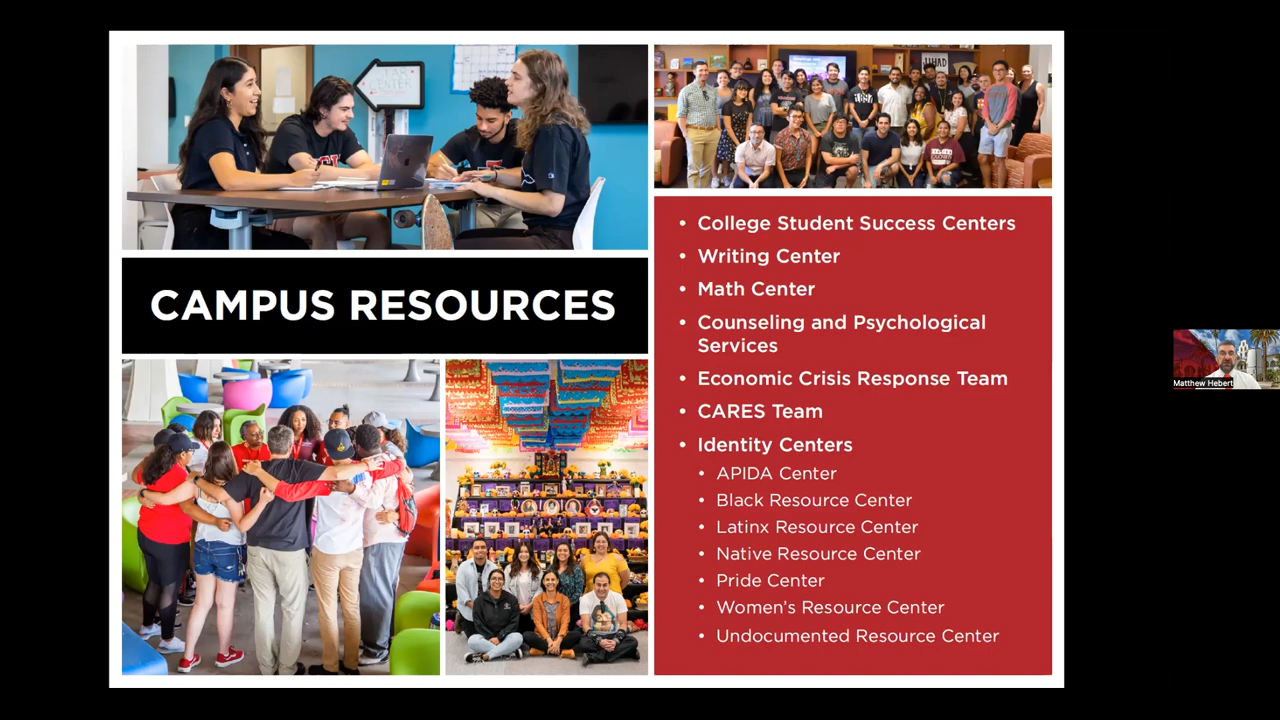 CAMPUS RESOURCES
• College Student Success Centers
• Writing Center
• Math Center
• Counseling and Psychological
Services
• Economic Crisis Response Team
• CARES Team
• Identity Centers
• APIDA Center
• Black Resource Center
• Latinx Resource Center
• Native Resource Center
• Pride Center
• Women's Resource Center
• Undocumented Resource Center
Matthew Hebert